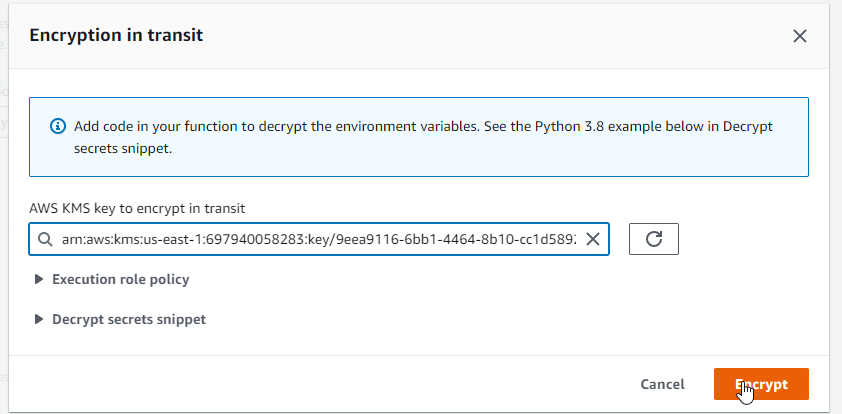 Encryption in transit
Add code in your function to decrypt the environment variables. See the Python 3.8 example below in Decrypt
secrets snippet.
AWS KMS key to encrypt in transit
arn:aws:kms:us-east-1:697940058283:key/9eea9116-6bb1-4464-8b10-cc1d589
Execution role policy
Decrypt secrets snippet
Cancel
Encrypt